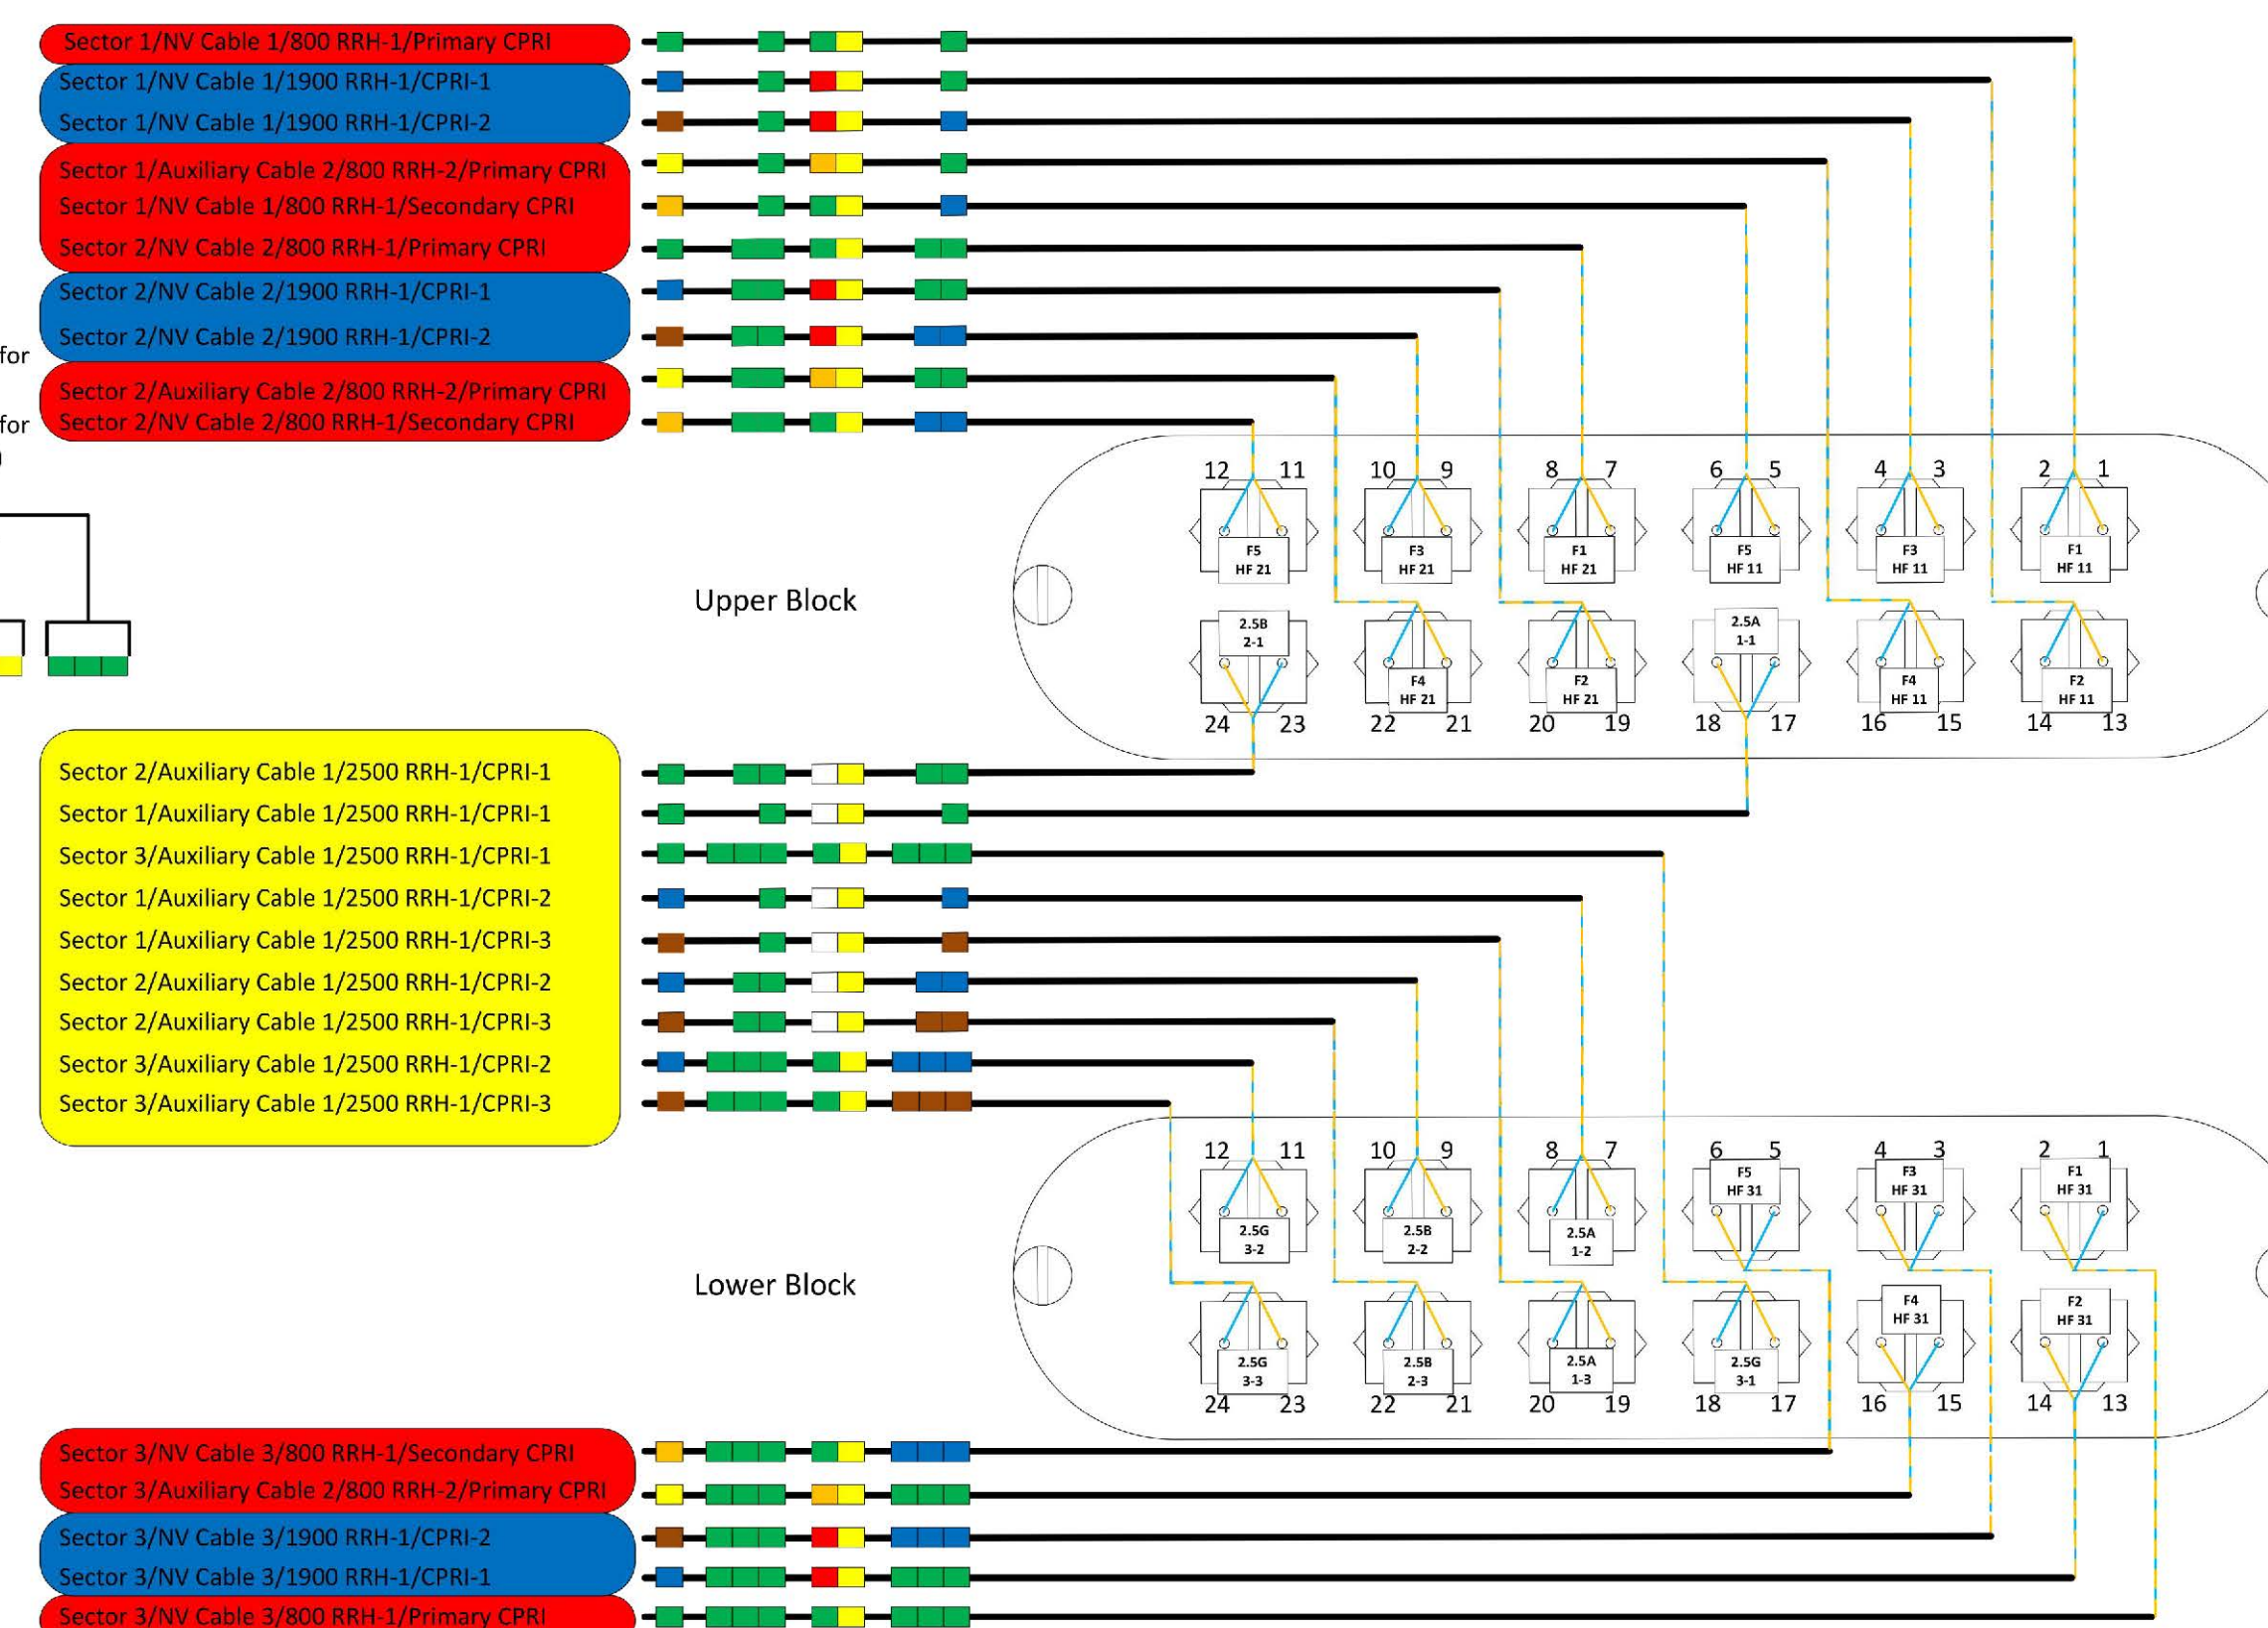 Sector 1/NV Cable 1/800 RRH-1/Primary CPRI
Sector 1/NV Cable 1/1900 RRH-1/CPRI-1
Sector 1/NV Cable 1/1900 RRH-1/CPRI-2
Sector 1/Auxiliary Cable 2/800 RRH-2/Primary CPRI
Sector 1/NV Cable 1/800 RRH-1/Secondary CPRI
Sector 2/NV Cable 2/800 RRH-1/Primary CPRI
Sector 2/NV Cable 2/1900 RRH-1/CPRI-1
Sector 2/NV Cable 2/1900 RRH-1/CPRI-2
for
Sector 2/Auxiliary Cable 2/800 RRH-2/Primary CPRI
for
Sector 2/NV Cable 2/800 RRH-1/Secondary CPRI
12 11 10 9 8 7 6 5 4 3 2 1
F5 F3 F1 F5 F3 F1
HF 21 HF 21 HF 21 HF 11 HF 11 HF 11
Upper Block
2.5B 2.5A
2-1 1-1
F4 F2 F4 F2
HF 21 HF 21 HF 11 HF 11
24 23 22 21 20 19 18 17 16 15 14 13
Sector 2/Auxiliary Cable 1/2500 RRH-1/CPRI-1
Sector 1/Auxiliary Cable 1/2500 RRH-1/CPRI-1
Sector 3/Auxiliary Cable 1/2500 RRH-1/CPRI-1
Sector 1/Auxiliary Cable 1/2500 RRH-1/CPRI-2
Sector 1/Auxiliary Cable 1/2500 RRH-1/CPRI-3
Sector 2/Auxiliary Cable 1/2500 RRH-1/CPRI-2
Sector 2/Auxiliary Cable 1/2500 RRH-1/CPRI-3
Sector 3/Auxiliary Cable 1/2500 RRH-1/CPRI-2
Sector 3/Auxiliary Cable 1/2500 RRH-1/CPRI-3
12 11 10 9 8 7 6 5 4 3 2 1
F5 F3 F1
HF 31 HF 31 HF 31
2.5G 2.5B 2.5A
3-2 2-2 1-2
Lower Block
F4 F2
HF 31 HF 31
2.5G 2.5B 2.5A 2.5G
3-3 2-3 1-3 3-1
24 23 22 21 20 19 18 17 16 15 14 13
Sector 3/NV Cable 3/800 RRH-1/Secondary CPRI
Sector 3/Auxiliary Cable 2/800 RRH-2/Primary CPRI
Sector 3/NV Cable 3/1900 RRH-1/CPRI-2
Sector 3/NV Cable 3/1900 RRH-1/CPRI-1
Sector 3/NV Cable 3/800 RRH-1/Primary CPRI